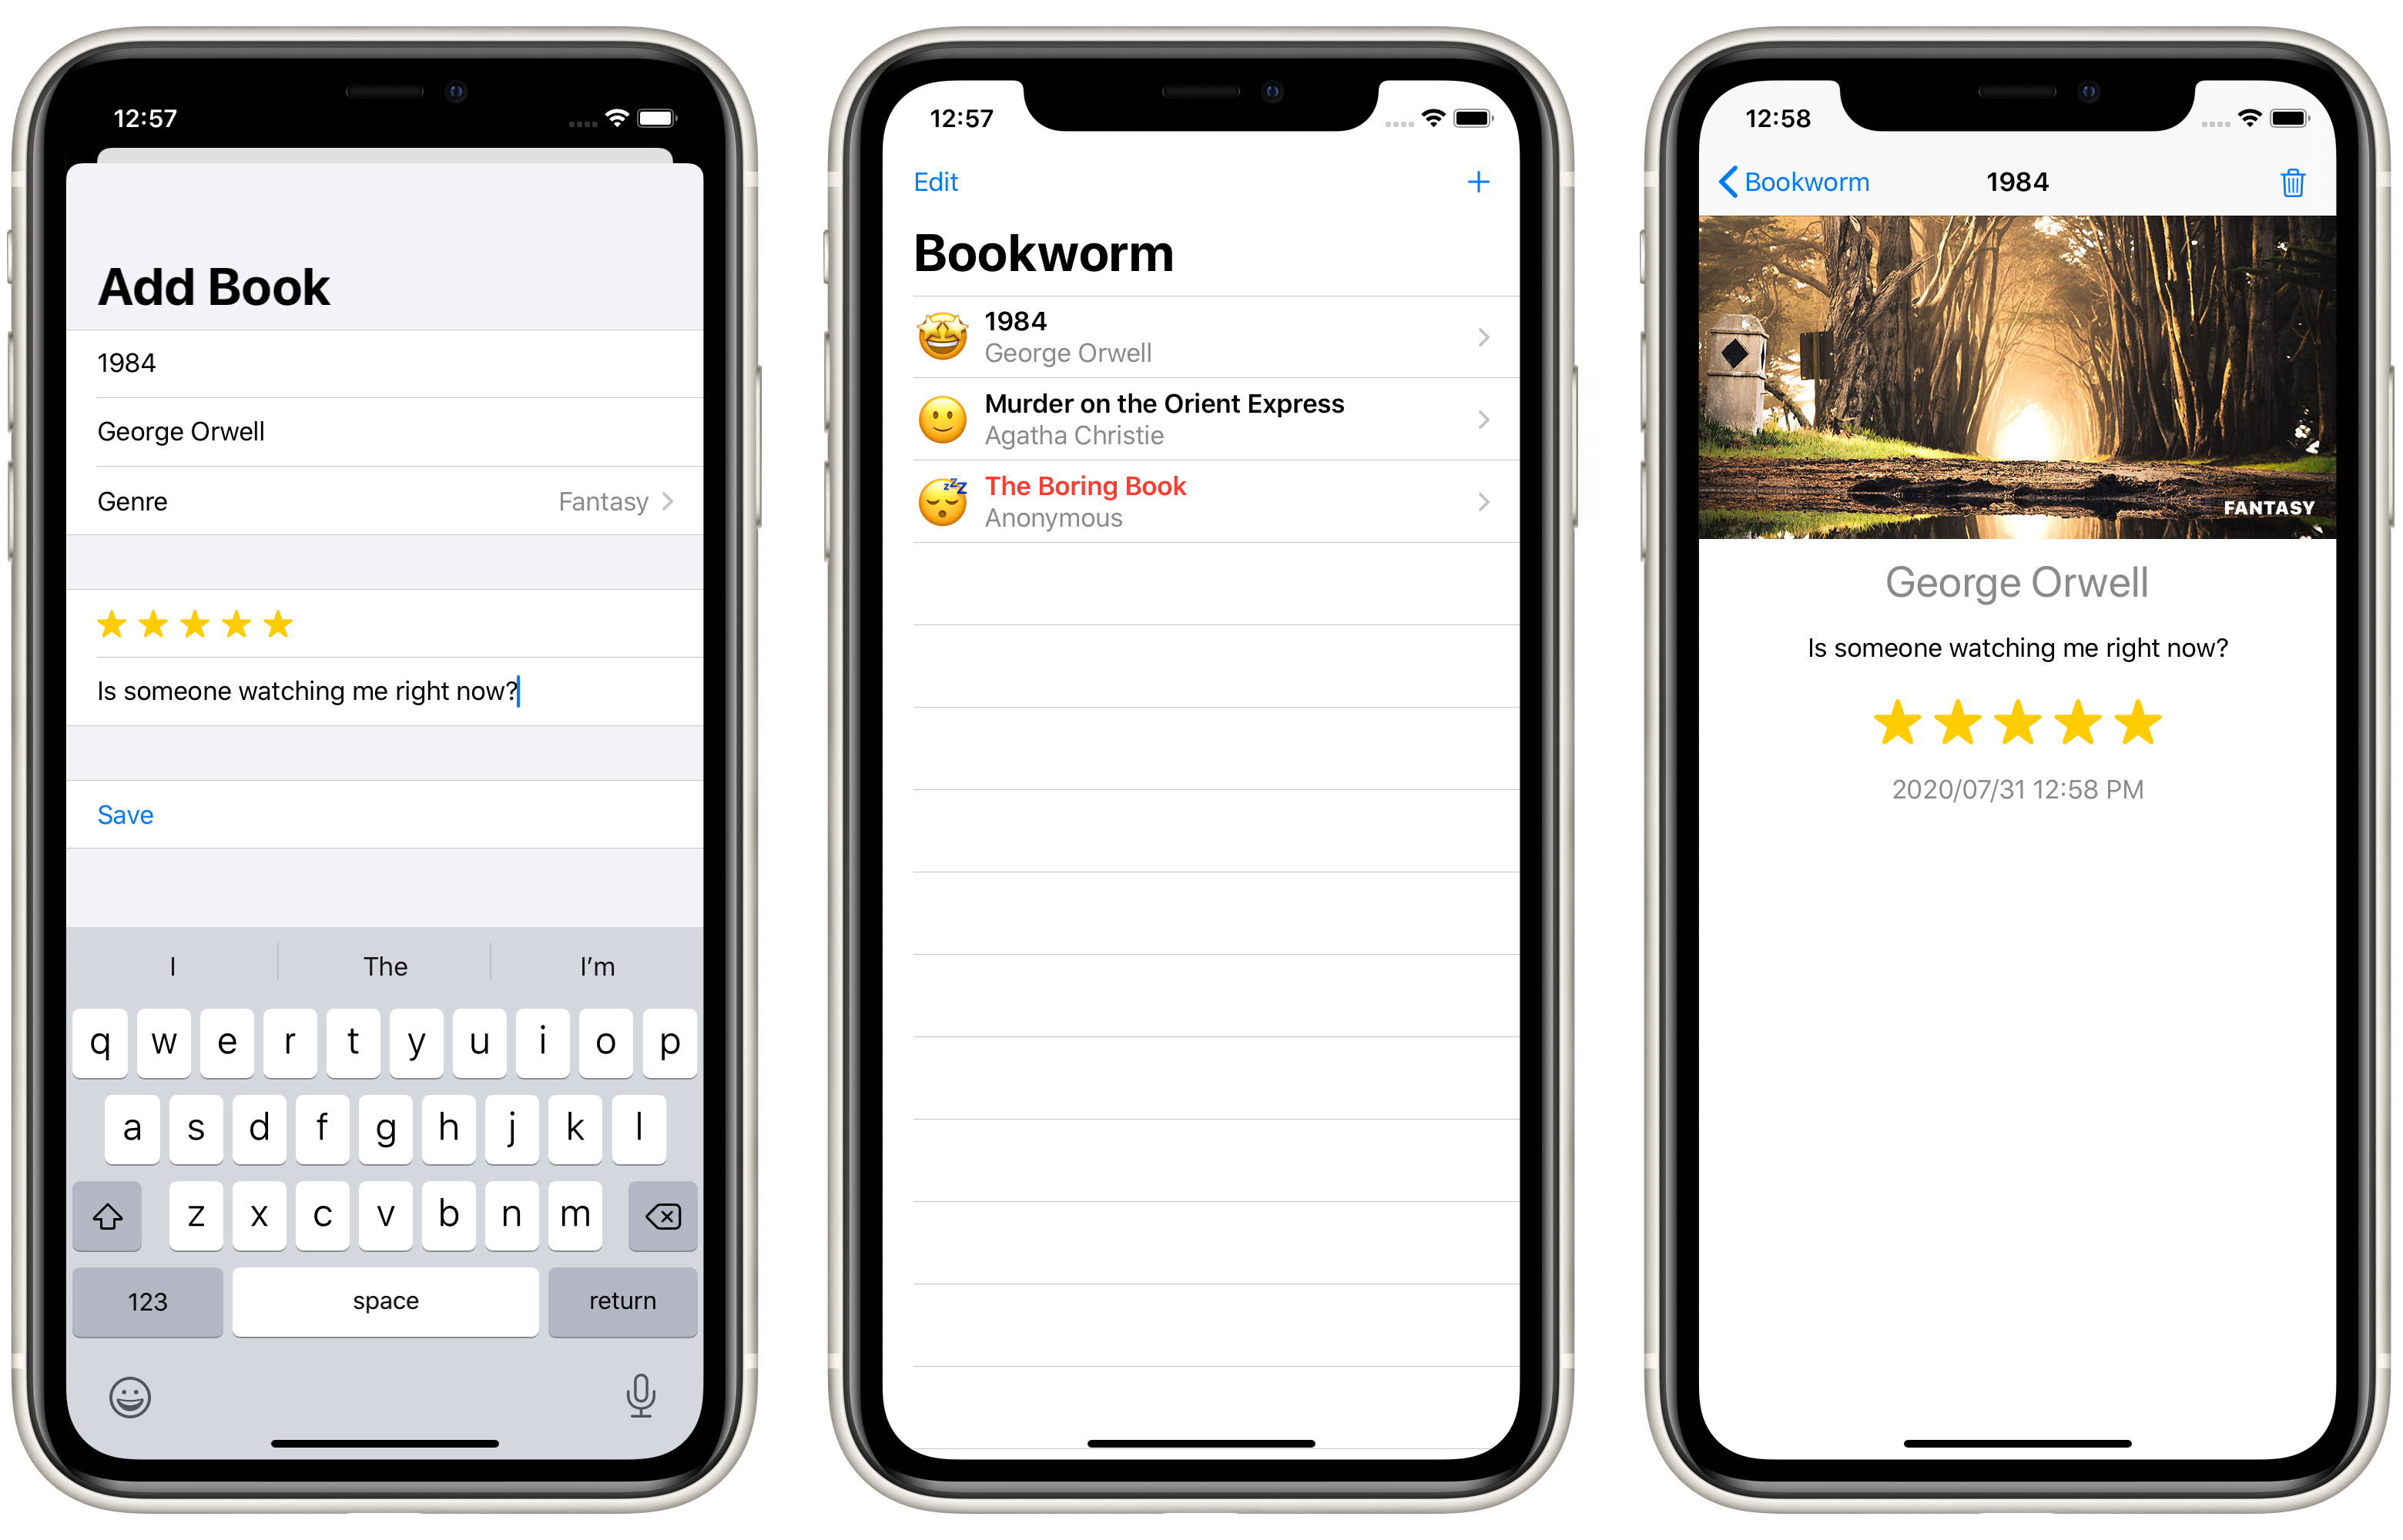 12:57
Add Book
1984
George Orwell
Genre Fantasy
Is someone watching me right now?
Save
I The I'm
q w e r t y u i o p
a s d f g h j k l
z x c v b n m
123 space return
12:57
Edit +
Bookworm
1984
George Orwell
Murder on the Orient Express
Agatha Christie
zzZ The Boring Book
Anonymous
12:58
Bookworm 1984
FANTASY
George Orwell
Is someone watching me right now?
2020/07/31 12:58 PM